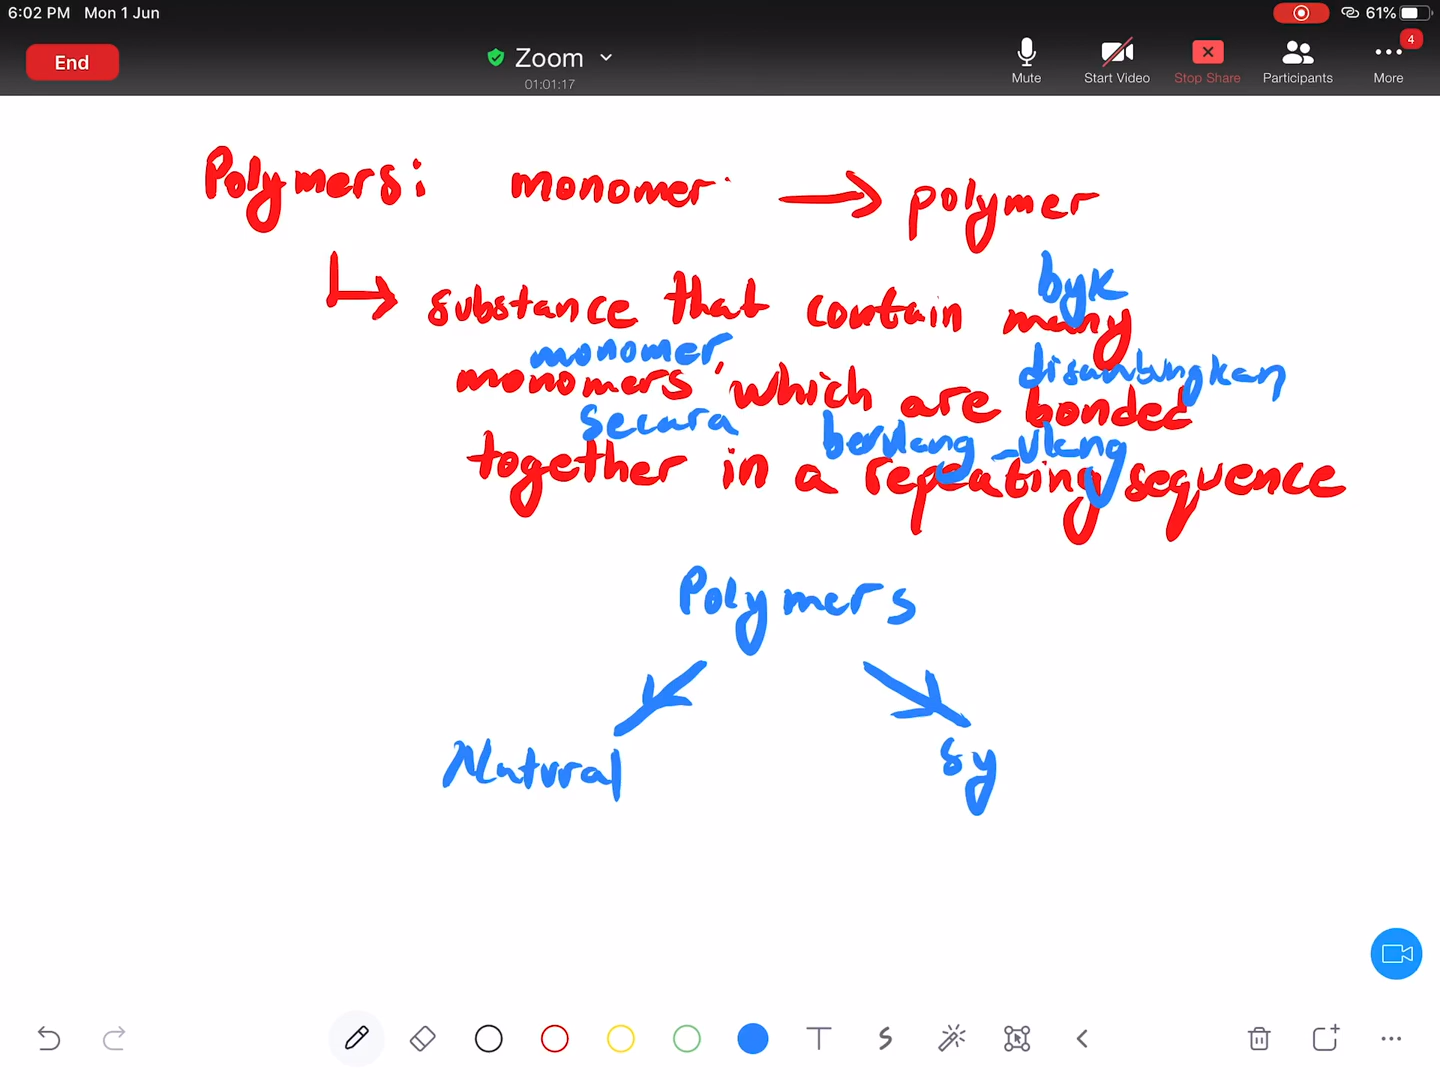 6:02 PM Mon 1 Jun
61%
End
Zoom
01:01:17
Mute
Start Video
Stop Share
Participants
4
More
Polymers: monomer → polymer
↳ substance that contain many
byk
monomers which are bonded
monomer
disambungkan
together in a repeating sequence
secara
berulang-ulang
Polymers
Natural
Sy
T